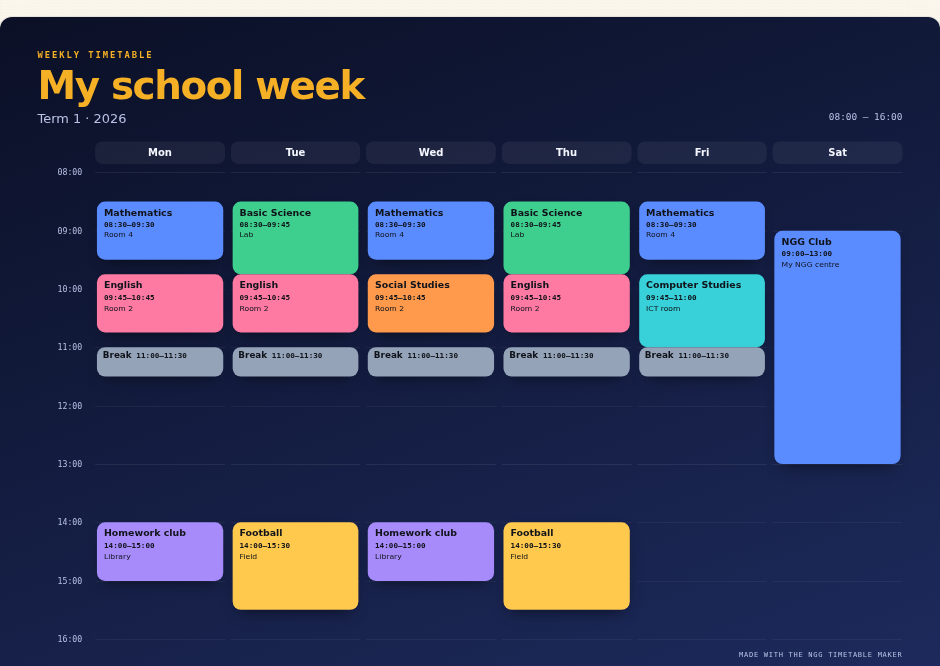 WEEKLY TIMETABLE
My school week
Term 1 · 2026
08:00 — 16:00
Mon Tue Wed Thu Fri Sat
08:00
Mathematics
08:30–09:30
Room 4
Basic Science
08:30–09:45
Lab
Mathematics
08:30–09:30
Room 4
Basic Science
08:30–09:45
Lab
Mathematics
08:30–09:30
Room 4
09:00
NGG Club
09:00–13:00
My NGG centre
English
09:45–10:45
Room 2
English
09:45–10:45
Room 2
Social Studies
09:45–10:45
Room 2
English
09:45–10:45
Room 2
Computer Studies
09:45–11:00
ICT room
10:00
11:00
Break 11:00–11:30
Break 11:00–11:30
Break 11:00–11:30
Break 11:00–11:30
Break 11:00–11:30
12:00
13:00
14:00
Homework club
14:00–15:00
Library
Football
14:00–15:30
Field
Homework club
14:00–15:00
Library
Football
14:00–15:30
Field
15:00
16:00
MADE WITH THE NGG TIMETABLE MAKER